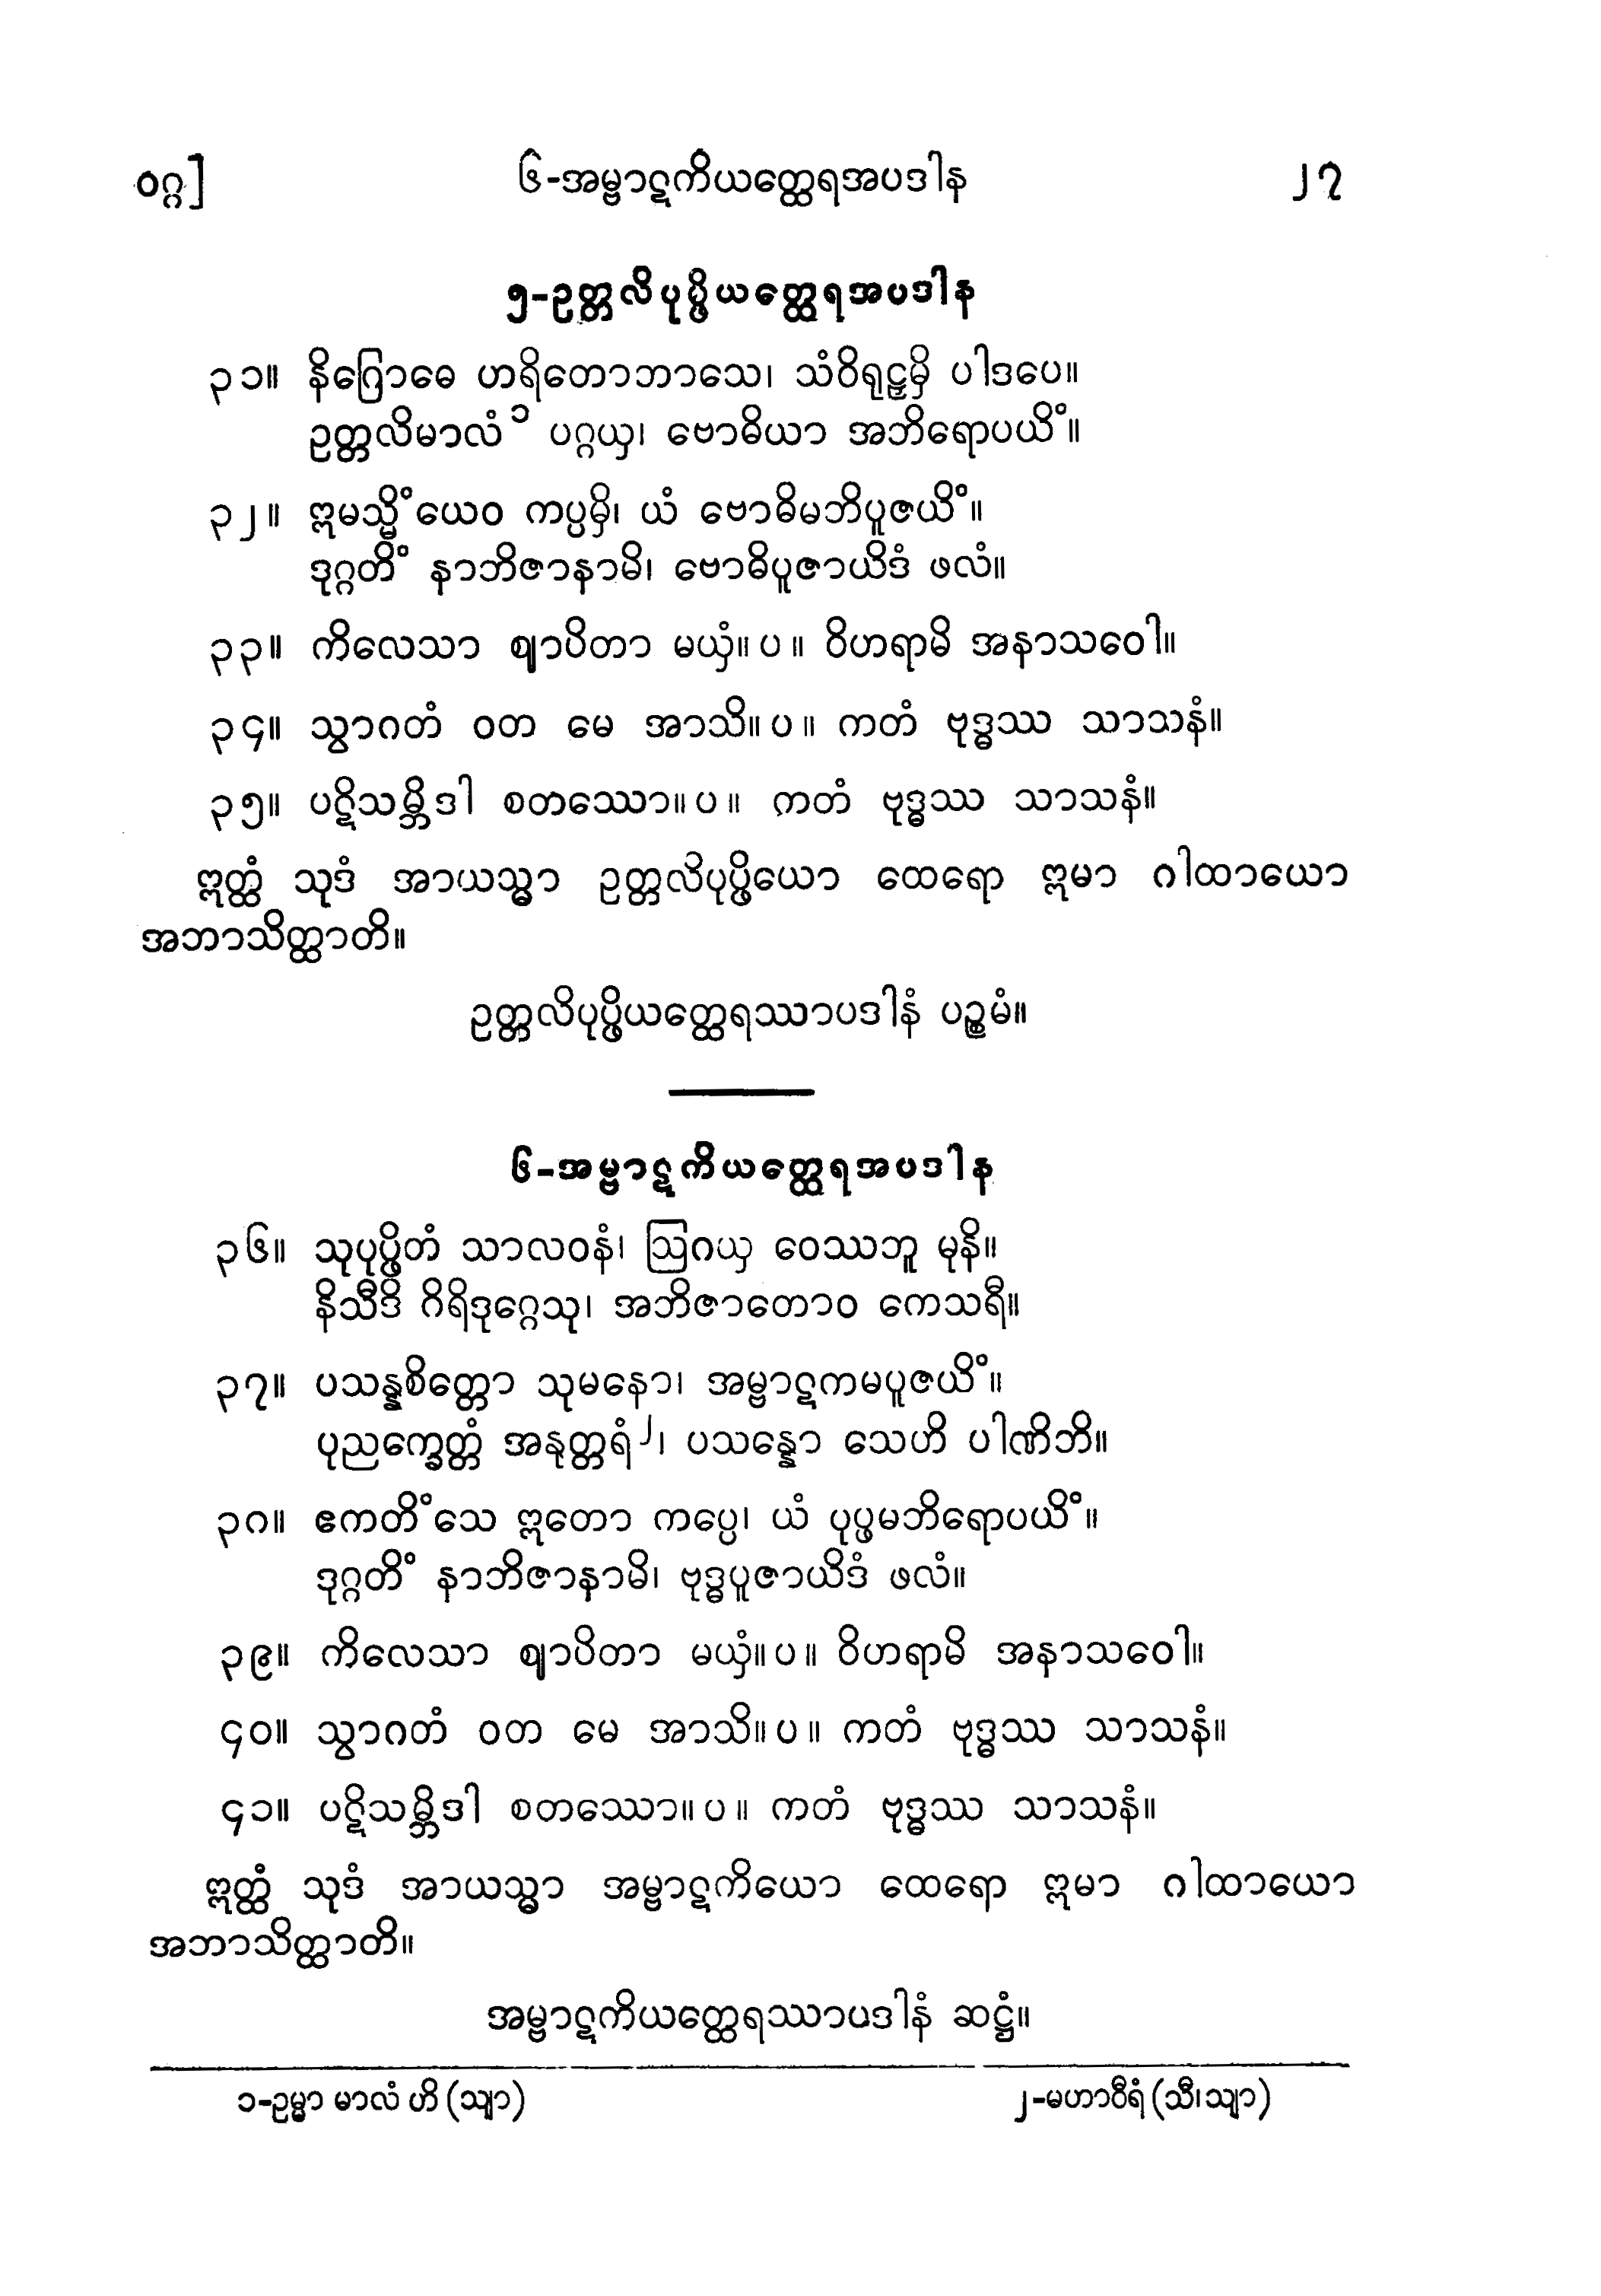 ဝဂ္ဂ]
၆-အမ္ဗာဋကိယတ္ထေရအပဒါန
၂၇
၅-ဥတ္တလိပုပ္ဖိယတ္ထေရအပဒါန
၃၁။ နိဂြောဓေ ဟရိတောဘာသေ၊ သံဝိရုဠှမှိ ပါဒပေ။
ဥတ္တလိမာလံ၁ ပဂ္ဂယှ၊ ဗောဓိယာ အဘိရောပယိံ။
၃၂။ ဣမသ္မိံယေဝ ကပ္ပမှိ၊ ယံ ဗောဓိမဘိပူဇယိံ။
ဒုဂ္ဂတိံ နာဘိဇာနာမိ၊ ဗောဓိပူဇာယိဒံ ဖလံ။
၃၃။ ကိလေသာ ဈာပိတာ မယှံ။ ပ ။ ဝိဟရာမိ အနာသဝေါ။
၃၄။ သွာဂတံ ဝတ မေ အာသိ။ ပ ။ ကတံ ဗုဒ္ဓဿ သာသနံ။
၃၅။ ပဋိသမ္ဘိဒါ စတဿော။ ပ ။ ကတံ ဗုဒ္ဓဿ သာသနံ။
ဣတ္ထံ သုဒံ အာယသ္မာ ဥတ္တလိပုပ္ဖိယော ထေရော ဣမာ ဂါထာယော
အဘာသိတ္ထာတိ။
ဥတ္တလိပုပ္ဖိယတ္ထေရဿာပဒါနံ ပဉ္စမံ။
၆-အမ္ဗာဋကိယတ္ထေရအပဒါန
၃၆။ သုပုပ္ဖိတံ သာလဝနံ၊ ဩဂယှ ဝေဿဘူ မုနိ။
နိသီဒိ ဂိရိဒုဂ္ဂေသု၊ အဘိဇာတောဝ ကေသရီ။
၃၇။ ပသန္နစိတ္တော သုမနော၊ အမ္ဗာဋကမပူဇယိံ။
ပုညက္ခေတ္တံ အနုတ္တရံ၂၊ ပသန္နော သေဟိ ပါဏိဘိ။
၃၈။ ဧကတိံသေ ဣတော ကပ္ပေ၊ ယံ ပုပ္ဖမဘိရောပယိံ။
ဒုဂ္ဂတိံ နာဘိဇာနာမိ၊ ဗုဒ္ဓပူဇာယိဒံ ဖလံ။
၃၉။ ကိလေသာ ဈာပိတာ မယှံ။ ပ ။ ဝိဟရာမိ အနာသဝေါ။
၄၀။ သွာဂတံ ဝတ မေ အာသိ။ ပ ။ ကတံ ဗုဒ္ဓဿ သာသနံ။
၄၁။ ပဋိသမ္ဘိဒါ စတဿော။ ပ ။ ကတံ ဗုဒ္ဓဿ သာသနံ။
ဣတ္ထံ သုဒံ အာယသ္မာ အမ္ဗာဋကိယော ထေရော ဣမာ ဂါထာယော
အဘာသိတ္ထာတိ။
အမ္ဗာဋကိယတ္ထေရဿာပဒါနံ ဆဋ္ဌံ။
၁-ဥမ္မာ မာလံ ဟိ (သျာ)
၂-မဟာဝီရံ (သီ၊သျာ)